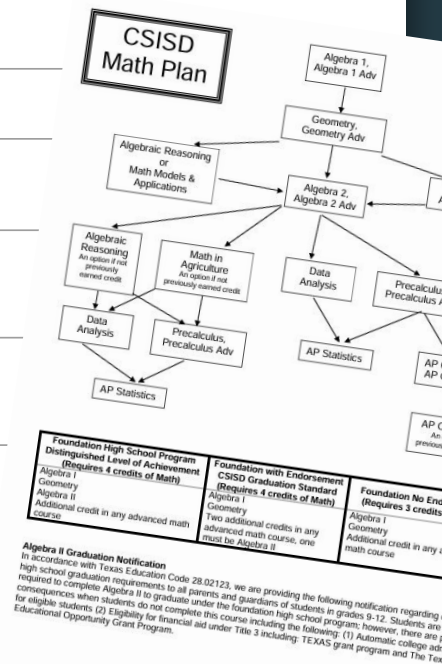 CSISD
Math Plan
Algebra 1,
Algebra 1 Adv
Geometry,
Geometry Adv
Algebraic Reasoning
or
Math Models &
Applications
Algebra 2,
Algebra 2 Adv
Algebraic
Reasoning
An option if not
previously
earned credit
Math in
Agriculture
An option if not
previously earned credit
Data
Analysis
Precalculus
Precalculus A
Data
Analysis
Precalculus,
Precalculus Adv
AP Statistics
AP Statistics
AP
AP
AP
An
previous
Foundation High School Program
Distinguished Level of Achievement
(Requires 4 credits of Math)
Algebra I
Geometry
Algebra II
Additional credit in any advanced math
course
Foundation with Endorsement
CSISD Graduation Standard
(Requires 4 credits of Math)
Algebra I
Geometry
Two additional credits in any
advanced math course, one
must be Algebra II
Foundation No End
(Requires 3 credits
Algebra I
Geometry
Additional credit in any a
math course
Algebra II Graduation Notification
In accordance with Texas Education Code 28.02123, we are providing the following notification regarding
high school graduation requirements to all parents and guardians of students in grades 9-12. Students are
required to complete Algebra II to graduate under the foundation high school program; however, there are
consequences when students do not complete this course including the following: (1) Automatic college a
for eligible students (2) Eligibility for financial aid under Title 3 including: TEXAS grant program and The Tex
Educational Opportunity Grant Program.